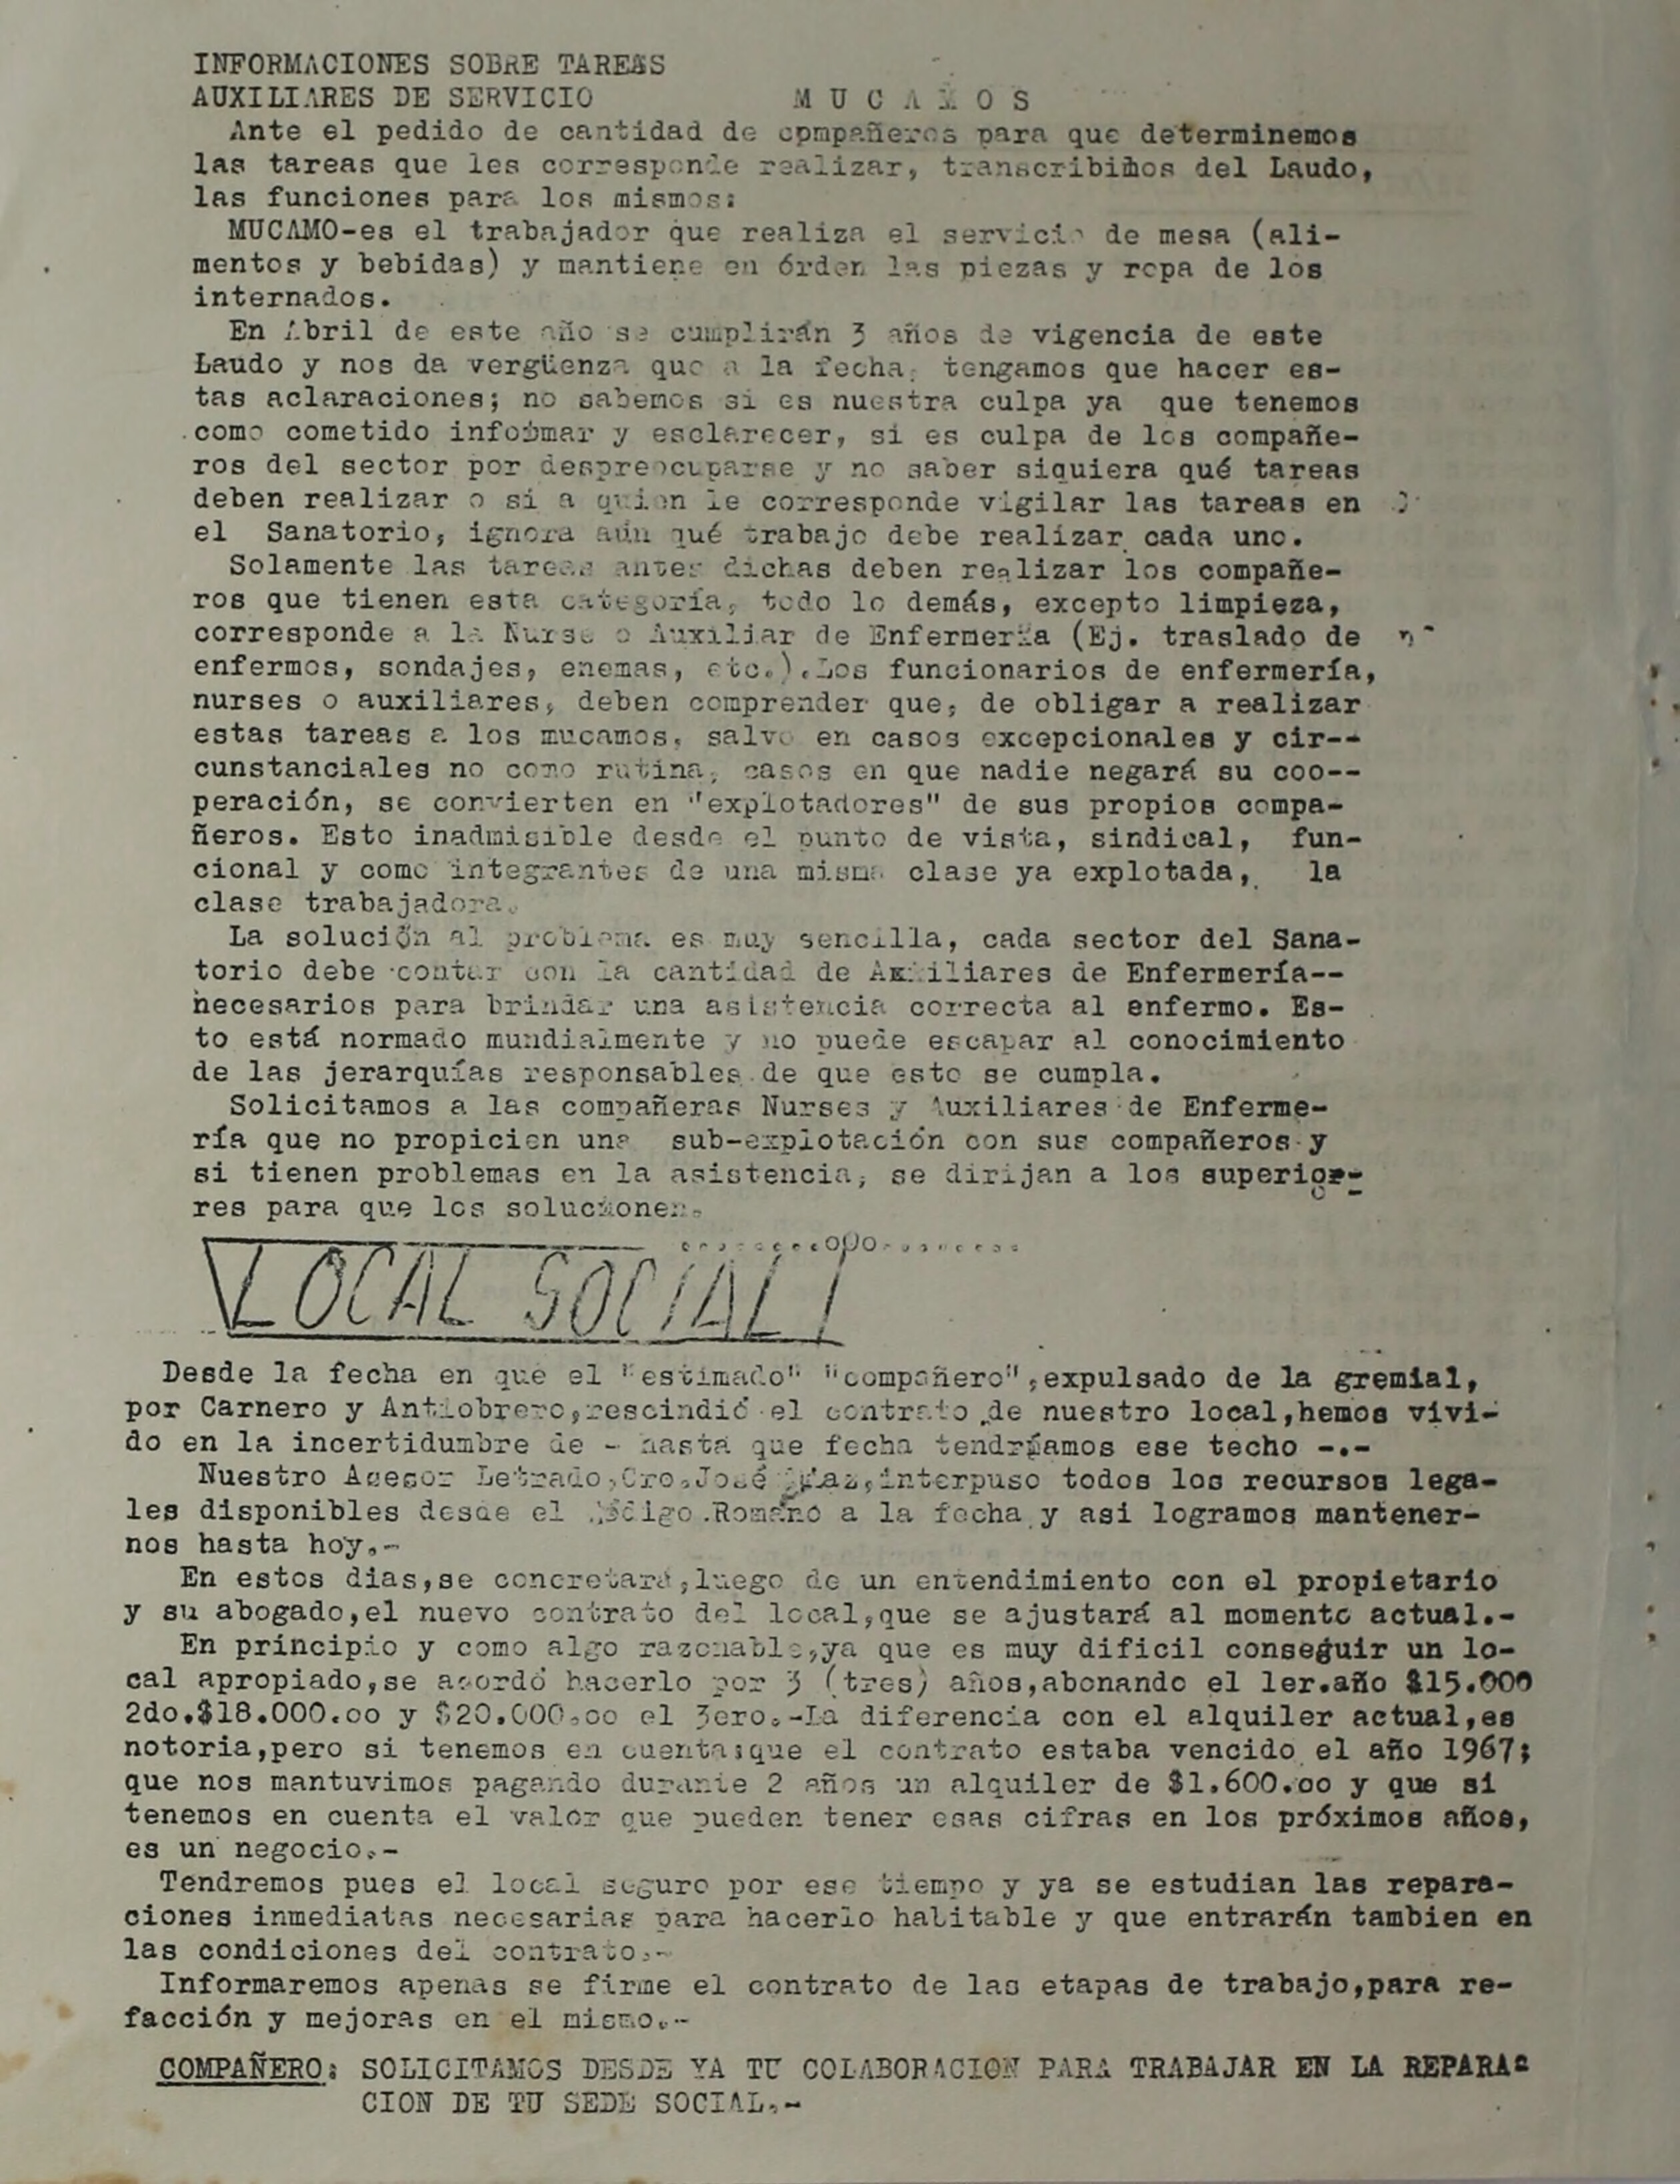 INFORMACIONES SOBRE TAREAS
AUXILIARES DE SERVICIO M U C A M O S
Ante el pedido de cantidad de cpmpañeros para que determinemos
las tareas que les corresponde realizar, transcribimos del Laudo,
las funciones para los mismos:
MUCAMO-es el trabajador que realiza el servicio de mesa (ali-
mentos y bebidas) y mantiene en órden las piezas y ropa de los
internados.
En Abril de este año se cumplirán 3 años de vigencia de este
Laudo y nos da vergüenza que a la fecha, tengamos que hacer es-
tas aclaraciones; no sabemos si es nuestra culpa ya que tenemos
como cometido informar y esclarecer, si es culpa de los compañe-
ros del sector por despreocuparse y no saber siquiera qué tareas
deben realizar o si a quien le corresponde vigilar las tareas en
el Sanatorio, ignora aún qué trabajo debe realizar cada uno.
Solamente las tareas antes dichas deben realizar los compañe-
ros que tienen esta categoría, todo lo demás, excepto limpieza,
corresponde a la Nurse o Auxiliar de Enfermería (Ej. traslado de
enfermos, sondajes, enemas, etc.).Los funcionarios de enfermería,
nurses o auxiliares, deben comprender que, de obligar a realizar
estas tareas a los mucamos, salvo en casos excepcionales y cir--
cunstanciales no como rutina, casos en que nadie negará su coo--
peración, se convierten en "explotadores" de sus propios compa-
ñeros. Esto inadmisible desde el punto de vista, sindical, fun-
cional y como integrantes de una misma clase ya explotada, la
clase trabajadora.
La solución al problema es muy sencilla, cada sector del Sana-
torio debe contar con la cantidad de Auxiliares de Enfermería--
necesarios para brindar una asistencia correcta al enfermo. Es-
to está normado mundialmente y no puede escapar al conocimiento
de las jerarquías responsables de que esto se cumpla.
Solicitamos a las compañeras Nurses y Auxiliares de Enferme-
ría que no propicien una sub-explotación con sus compañeros y
si tienen problemas en la asistencia, se dirijan a los superio-
res para que los solucionen.
.........oOo.........
LOCAL SOCIAL
Desde la fecha en que el "estimado" "compañero",expulsado de la gremial,
por Carnero y Antiobrero,rescindió el contrato de nuestro local,hemos vivi-
do en la incertidumbre de - hasta que fecha tendríamos ese techo -.-
Nuestro Asesor Letrado,Cro.José Díaz,interpuso todos los recursos lega-
les disponibles desde el Código Romano a la fecha y asi logramos mantener-
nos hasta hoy.-
En estos dias,se concretará,luego de un entendimiento con el propietario
y su abogado,el nuevo contrato del local,que se ajustará al momento actual.-
En principio y como algo razonable,ya que es muy dificil conseguir un lo-
cal apropiado,se acordó hacerlo por 3 (tres) años,abonando el 1er.año $15.000
2do.$18.000.oo y $20.000.oo el 3ero.-La diferencia con el alquiler actual,es
notoria,pero si tenemos en cuenta:que el contrato estaba vencido el año 1967;
que nos mantuvimos pagando durante 2 años un alquiler de $1.600.oo y que si
tenemos en cuenta el valor que pueden tener esas cifras en los próximos años,
es un negocio.-
Tendremos pues el local seguro por ese tiempo y ya se estudian las repara-
ciones inmediatas necesarias para hacerlo habitable y que entrarán tambien en
las condiciones del contrato.-
Informaremos apenas se firme el contrato de las etapas de trabajo,para re-
facción y mejoras en el mismo.-
COMPAÑERO: SOLICITAMOS DESDE YA TU COLABORACION PARA TRABAJAR EN LA REPARA-
CION DE TU SEDE SOCIAL.-